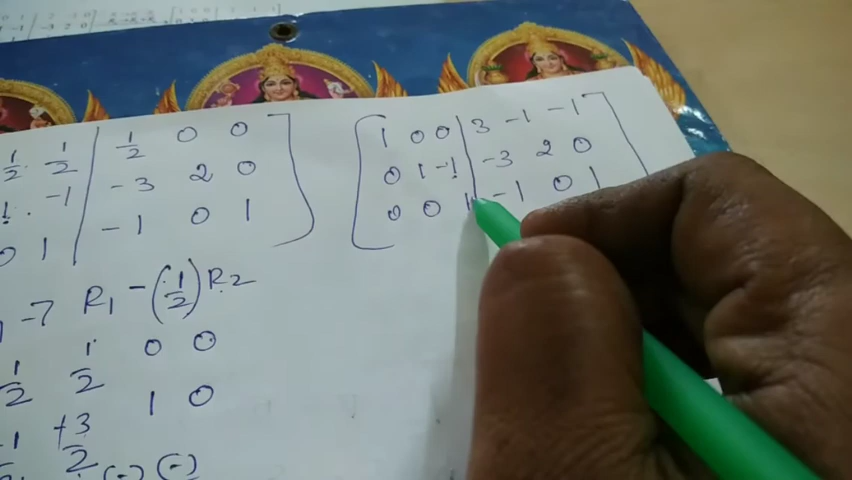 1/2 1/2 | 1/2 0 0
! -1 | -3 2 0
0 1 | -1 0 1
1 0 0 | 3 -1 -1
0 1 -1 | -3 2 0
0 0 1 | -1 0 1
-7 R1 - (1/2) R2
1/2 1/2 0 0
1 0
-1 +3/2
(-) (-)